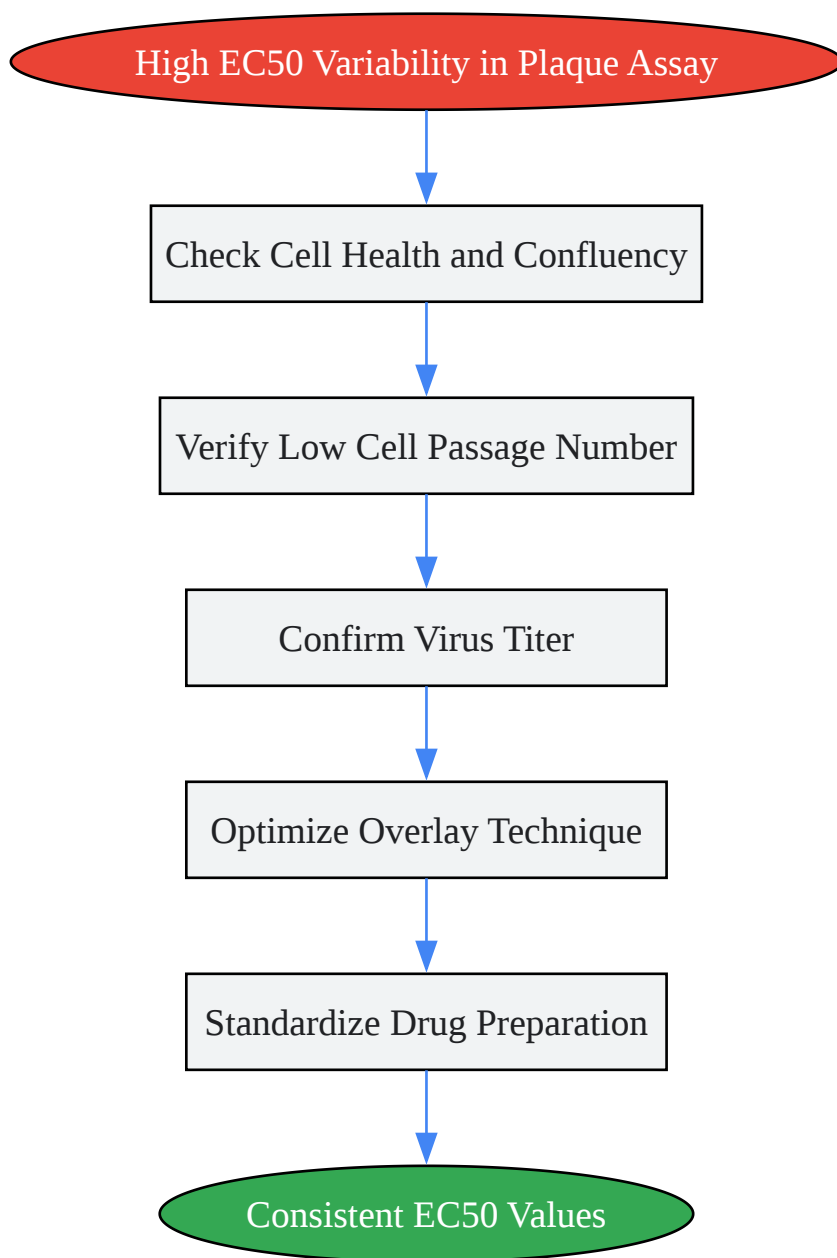 High EC50 Variability in Plaque Assay
Check Cell Health and Confluency
Verify Low Cell Passage Number
Confirm Virus Titer
Optimize Overlay Technique
Standardize Drug Preparation
Consistent EC50 Values